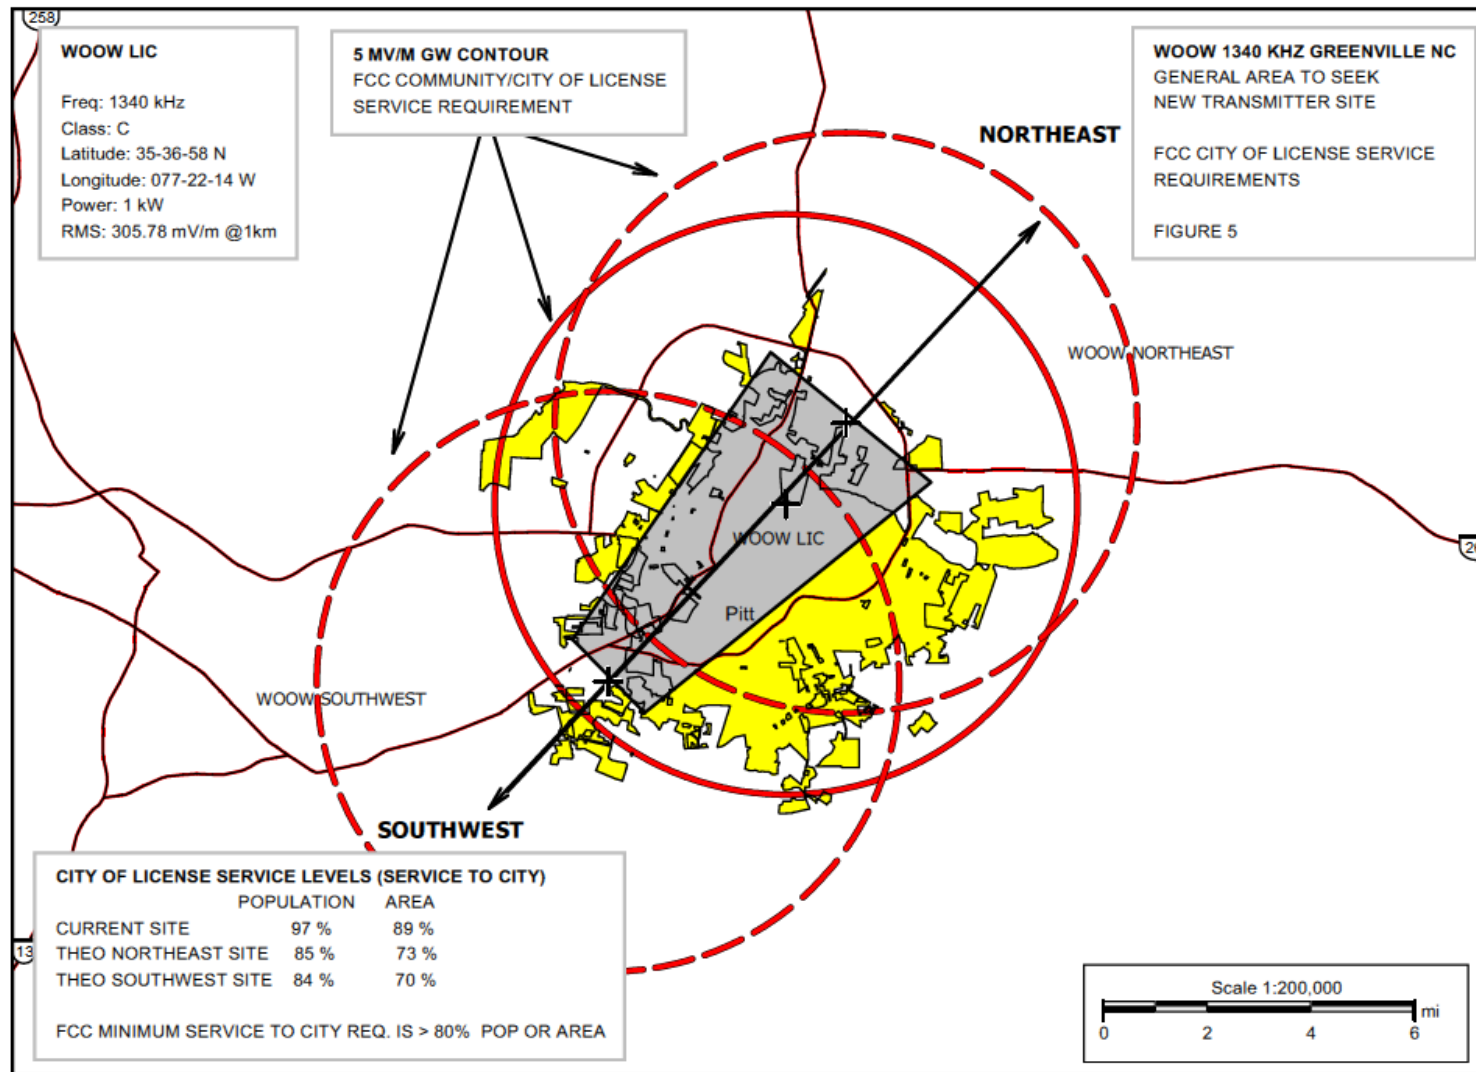 258
WOOW LIC
Freq: 1340 kHz
Class: C
Latitude: 35-36-58 N
Longitude: 077-22-14 W
Power: 1 kW
RMS: 305.78 mV/m @1km
5 MV/M GW CONTOUR
FCC COMMUNITY/CITY OF LICENSE
SERVICE REQUIREMENT
WOOW 1340 KHZ GREENVILLE NC
GENERAL AREA TO SEEK
NEW TRANSMITTER SITE
FCC CITY OF LICENSE SERVICE
REQUIREMENTS
FIGURE 5
NORTHEAST
WOOW NORTHEAST
WOOW LIC
Pitt
WOOW SOUTHWEST
SOUTHWEST
CITY OF LICENSE SERVICE LEVELS (SERVICE TO CITY)
POPULATION AREA
CURRENT SITE 97 % 89 %
THEO NORTHEAST SITE 85 % 73 %
THEO SOUTHWEST SITE 84 % 70 %
FCC MINIMUM SERVICE TO CITY REQ. IS > 80% POP OR AREA
13
Scale 1:200,000
mi
0 2 4 6